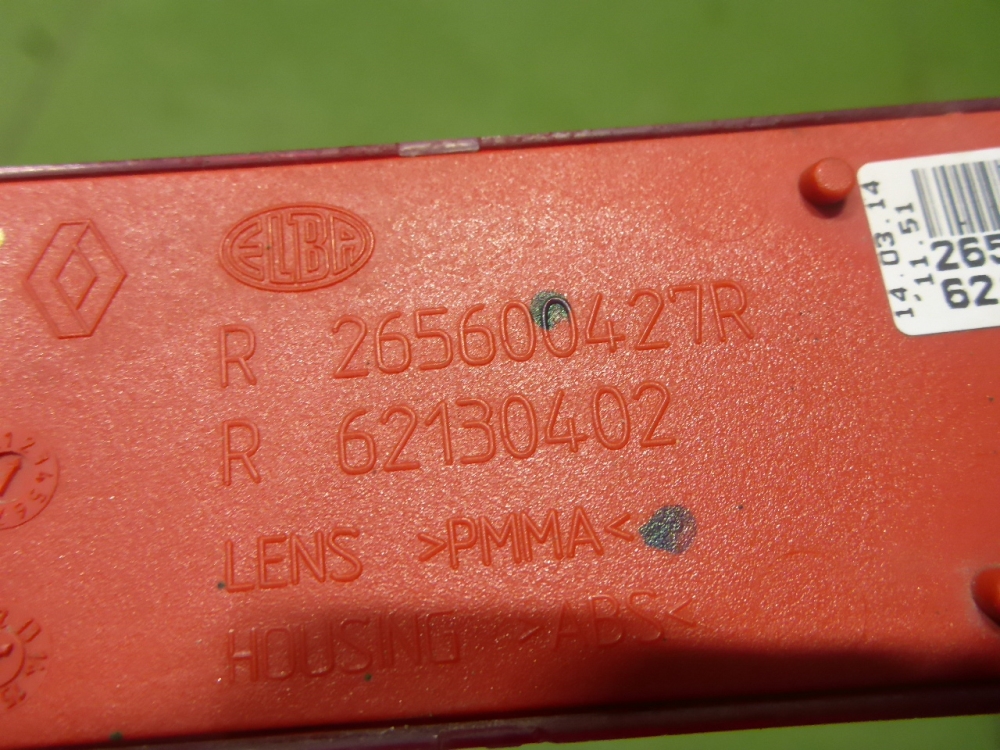 ELBA
R 265600427R
R 62130402
LENS >PMMA<
HOUSING >ABS<
14.03.14
11.51
265
62